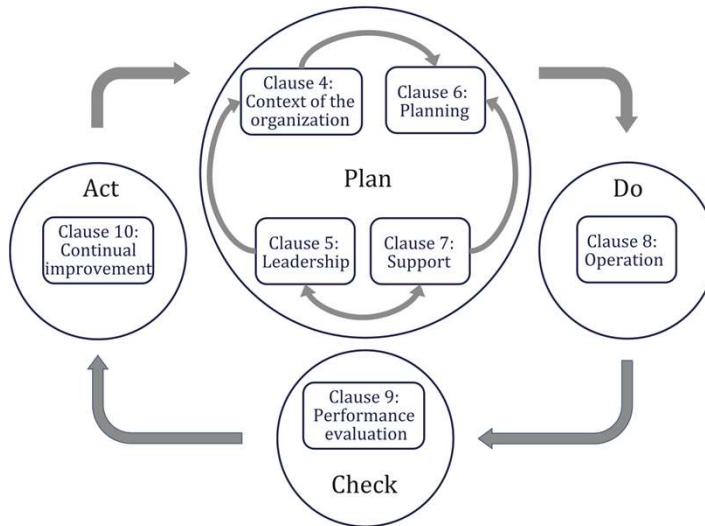 Clause 4:
Context of the
organization
Clause 6:
Planning
Plan
Clause 5:
Leadership
Clause 7:
Support
Act
Clause 10:
Continual
improvement
Do
Clause 8:
Operation
Clause 9:
Performance
evaluation
Check